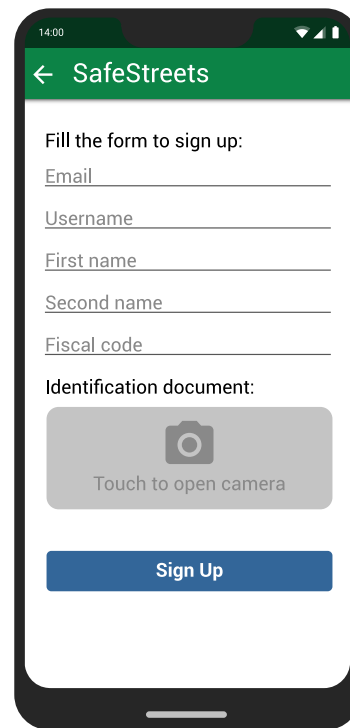 14:00
SafeStreets
Fill the form to sign up:
Email
Username
First name
Second name
Fiscal code
Identification document:
Touch to open camera
Sign Up